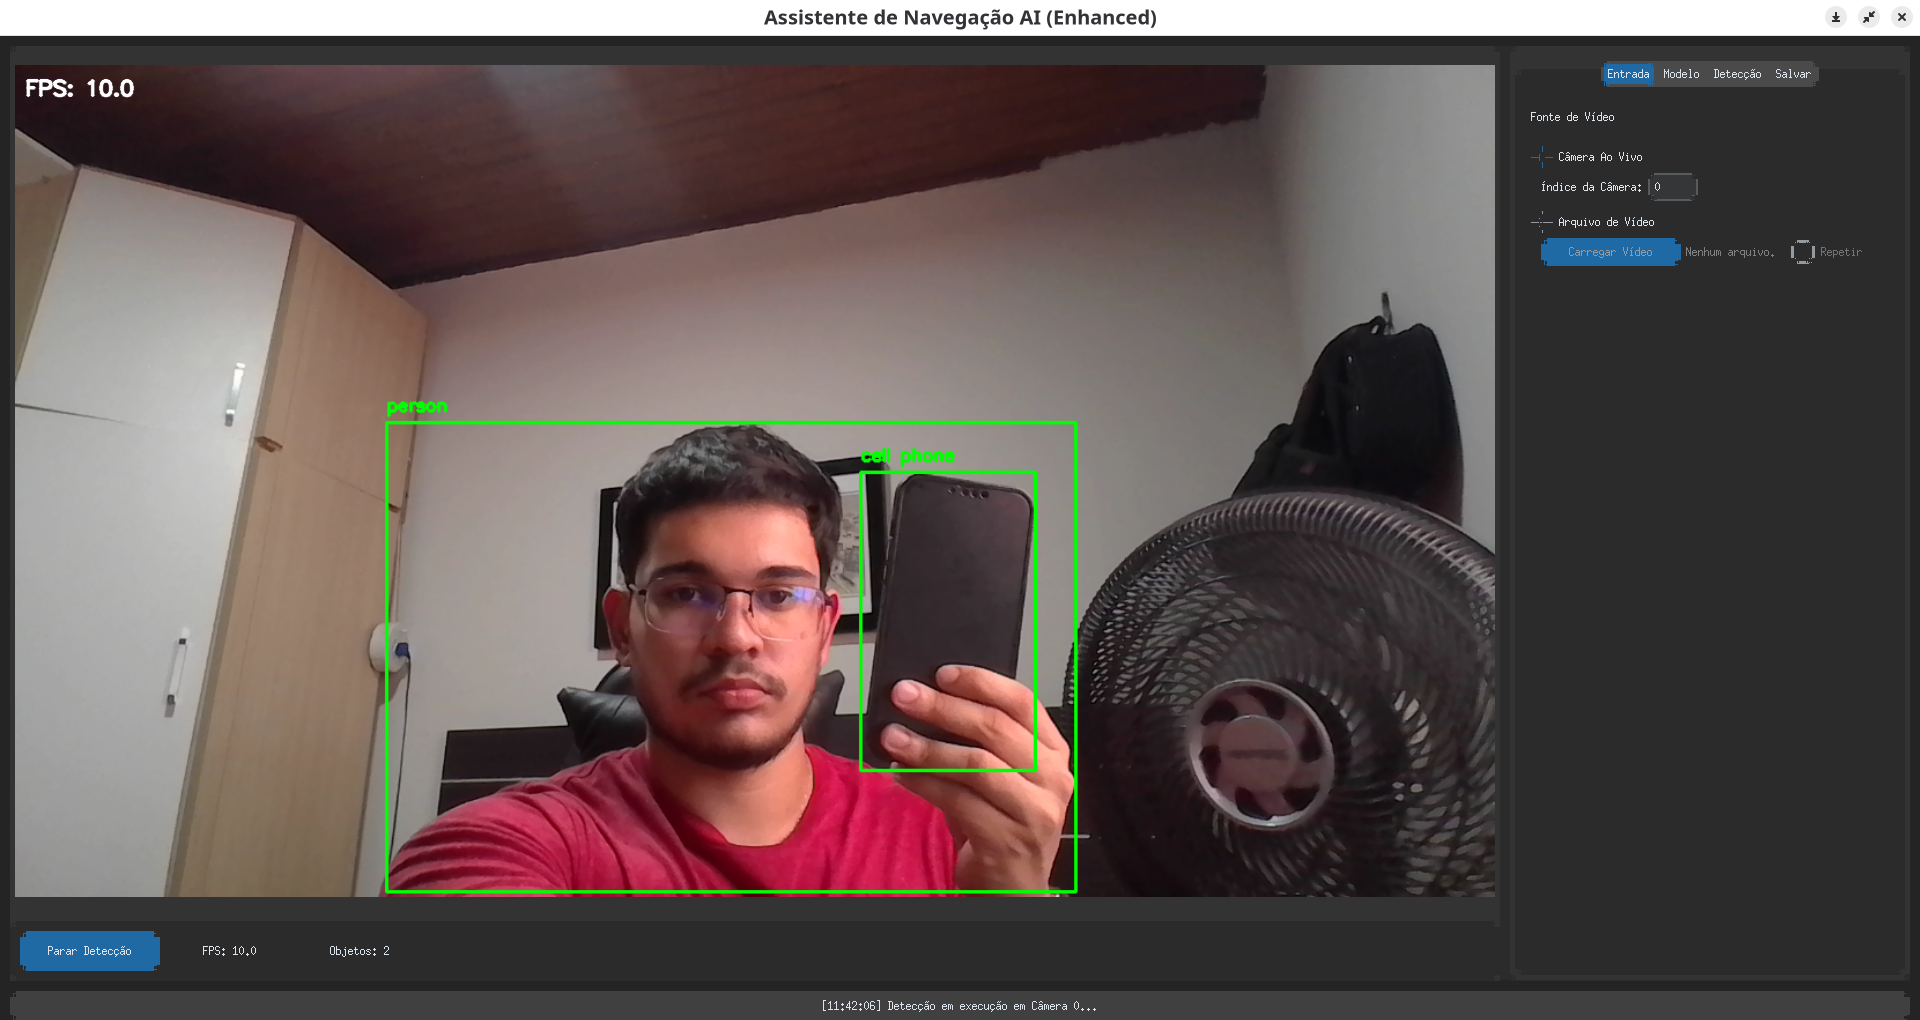 Assistente de Navegação AI (Enhanced)
FPS: 10.0
person
cell phone
Entrada Modelo Detecção Salvar
Fonte de Vídeo
Câmera Ao Vivo
Índice da Câmera: 0
Arquivo de Vídeo
Carregar Vídeo Nenhum arquivo. Repetir
Parar Detecção FPS: 10.0 Objetos: 2
[11:42:06] Detecção em execução em Câmera 0...